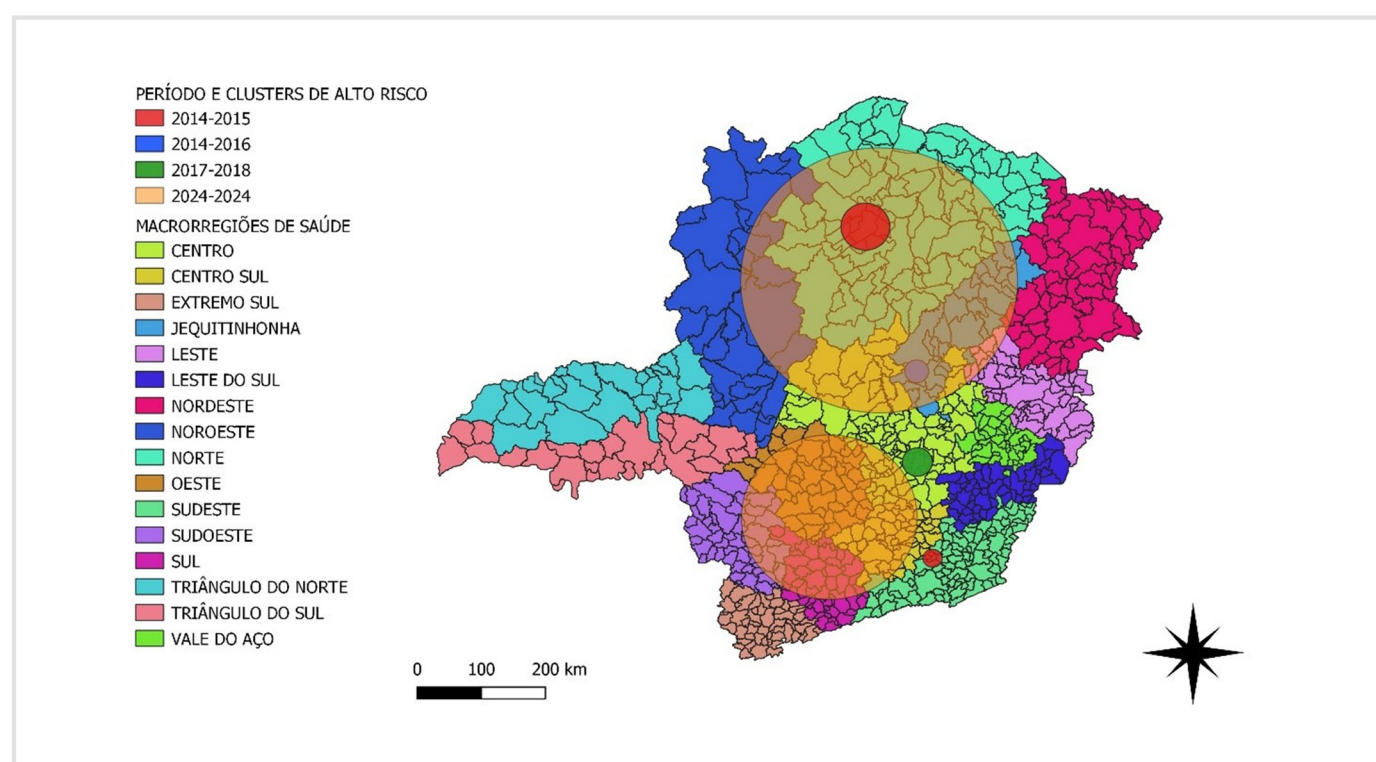 PERÍODO E CLUSTERS DE ALTO RISCO
2014-2015
2014-2016
2017-2018
2024-2024
MACRORREGIÕES DE SAÚDE
CENTRO
CENTRO SUL
EXTREMO SUL
JEQUITINHONHA
LESTE
LESTE DO SUL
NORDESTE
NOROESTE
NORTE
OESTE
SUDESTE
SUDOESTE
SUL
TRIÂNGULO DO NORTE
TRIÂNGULO DO SUL
VALE DO AÇO
0 100 200 km